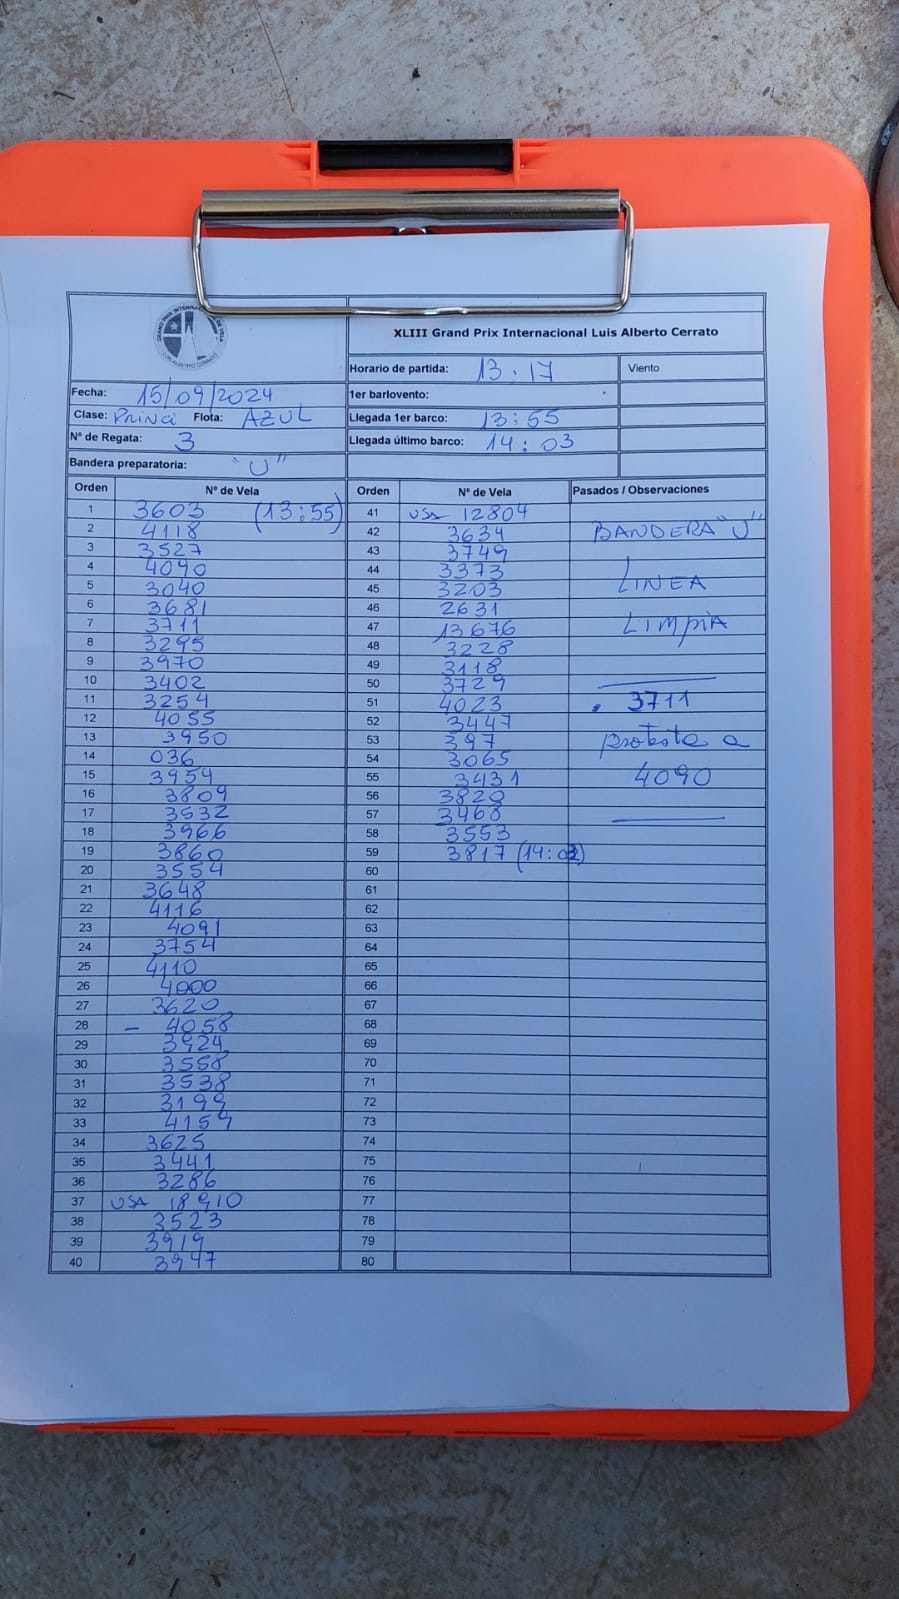 XLIII Grand Prix Internacional Luis Alberto Cerrato
Horario de partida: 13.17 Viento
Fecha: 15/09/2024 1er barlovento:
Clase: Princi Flota: AZUL Llegada 1er barco: 13:55
Nº de Regata: 3 Llegada último barco: 14:03
Bandera preparatoria: "U"
Orden Nº de Vela Orden Nº de Vela Pasados / Observaciones
1 3603 (13:55) 41 USA 12804
2 4118 42 3634 BANDERA "U"
3 3527 43 3749
4 4090 44 3373
5 3040 45 3203 LINEA
6 3681 46 2631
7 3711 47 13676 LIMPIA
8 3295 48 3228
9 3970 49 3118
10 3402 50 3729
11 3254 51 4023 . 3711
12 4055 52 3447
13 3950 53 397 protesta a
14 036 54 3065
15 3954 55 3431 4090
16 3809 56 3820
17 3532 57 3468
18 3966 58 3553
19 3860 59 3817 (14:03)
20 3554 60
21 3648 61
22 4116 62
23 4091 63
24 3754 64
25 4110 65
26 4000 66
27 3620 67
28 – 4058 68
29 3924 69
30 3558 70
31 3538 71
32 3199 72
33 4159 73
34 3625 74
35 3441 75
36 3286 76
37 USA 18910 77
38 3523 78
39 3919 79
40 3947 80